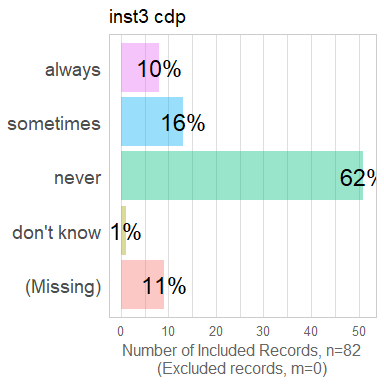 inst3 cdp
always 10%
sometimes 16%
never 62%
don't know 1%
(Missing) 11%
0 10 20 30 40 50
Number of Included Records, n=82
(Excluded records, m=0)